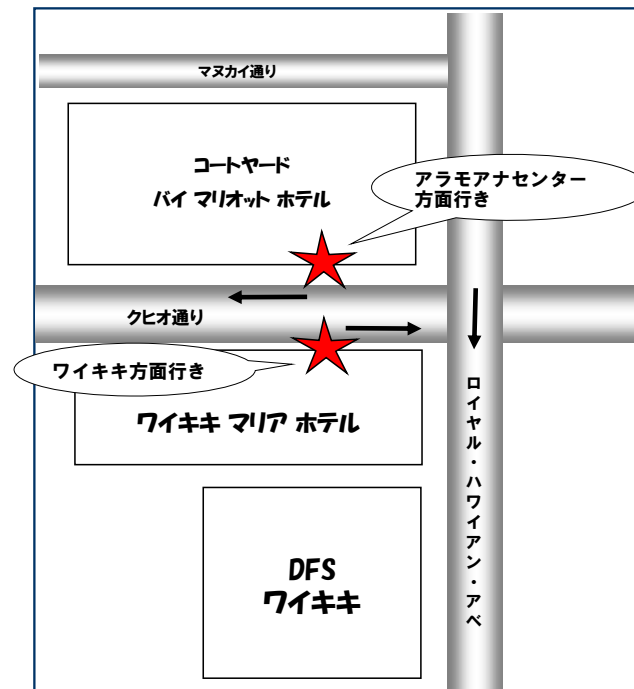 マヌカイ通り
コートヤード
バイ マリオット ホテル
アラモアナセンター
方面行き
クヒオ通り
ワイキキ方面行き
ワイキキ マリア ホテル
ロイヤル・ハワイアン・アベ
DFS
ワイキキ